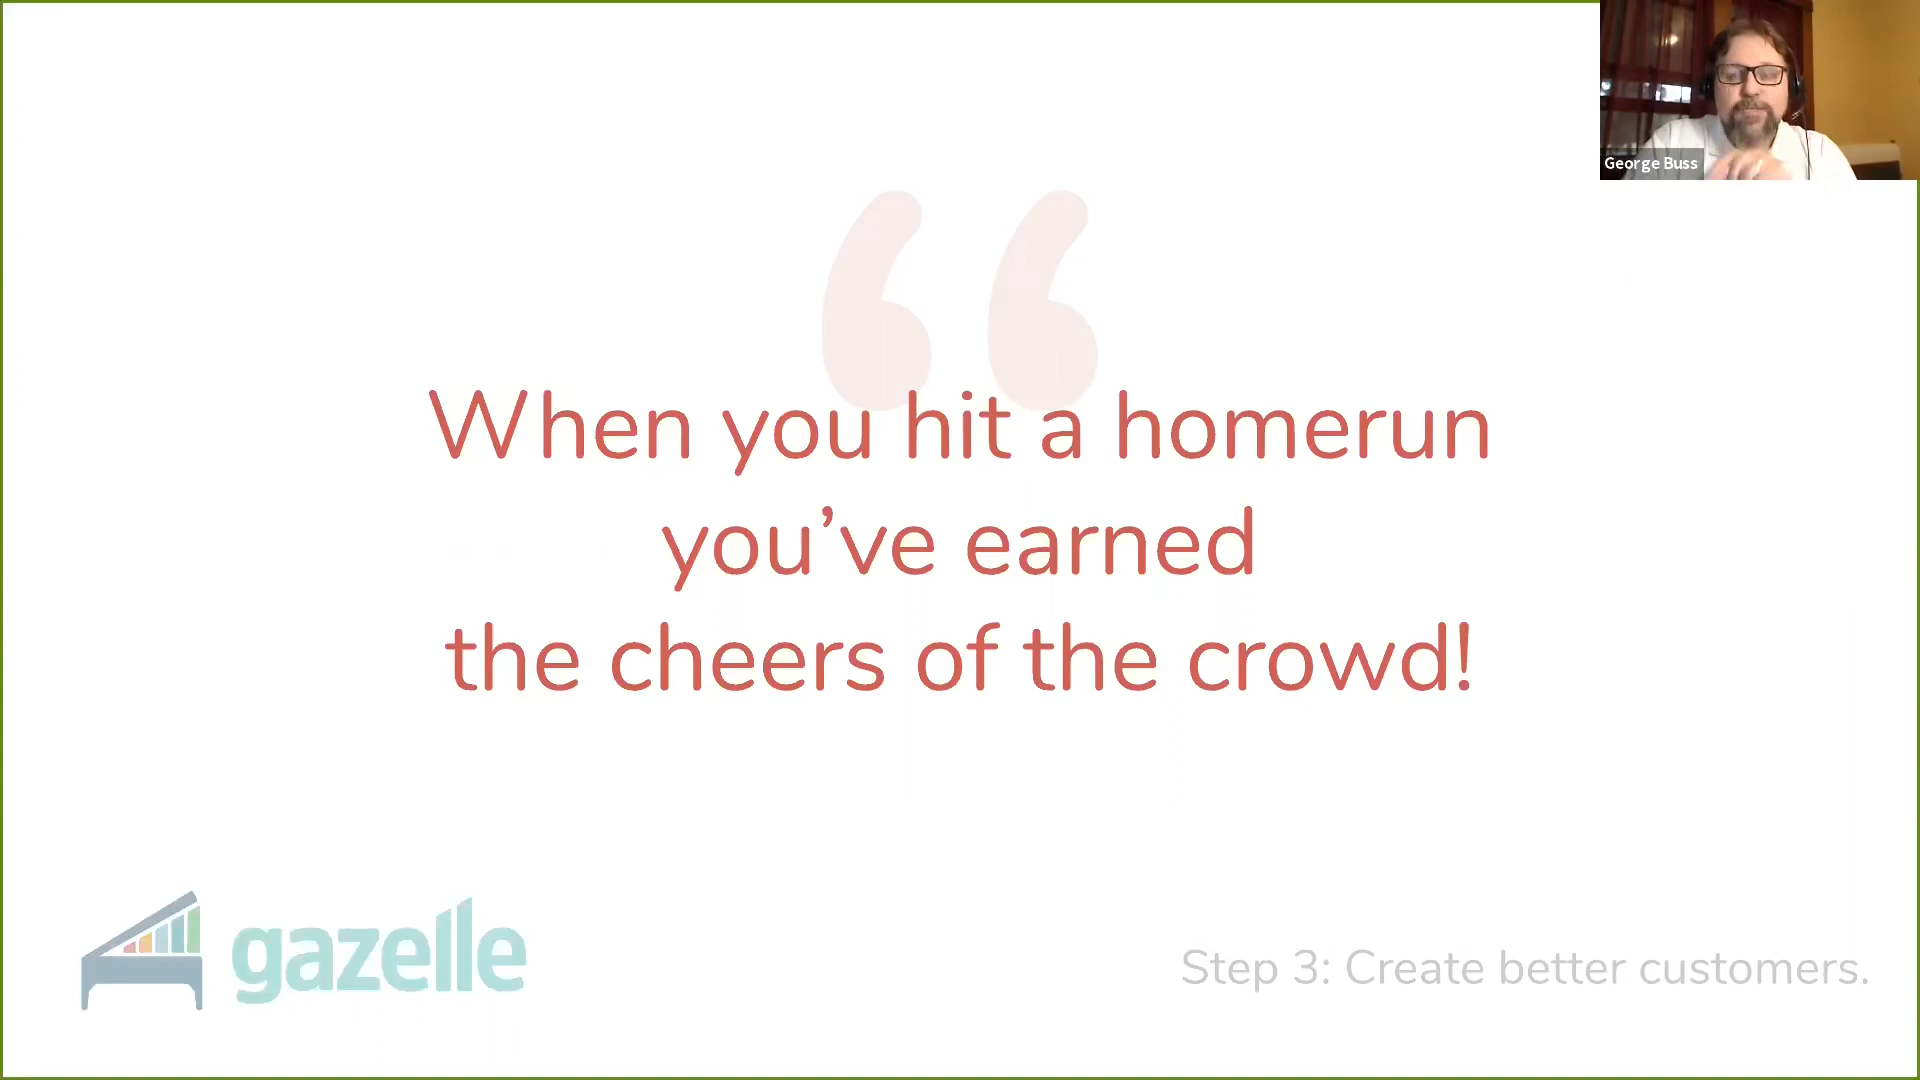 George Buss
When you hit a homerun
you’ve earned
the cheers of the crowd!
gazelle
Step 3: Create better customers.